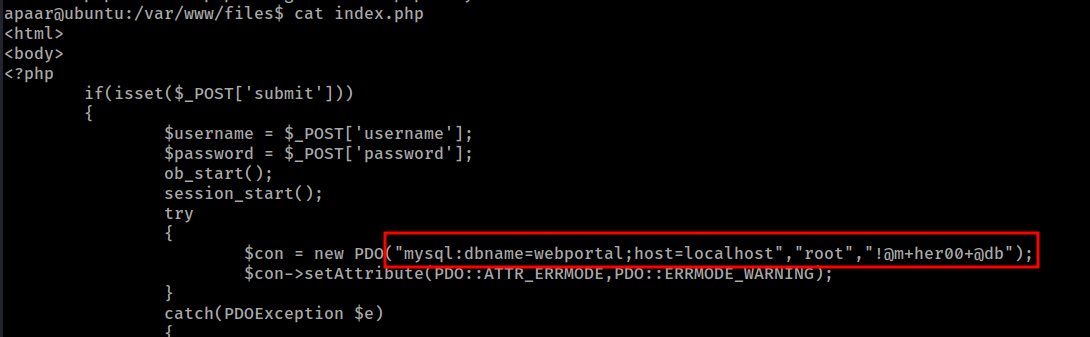 apaar@ubuntu:/var/www/files$ cat index.php
<html>
<body>
<?php
        if(isset($_POST['submit']))
        {
                $username = $_POST['username'];
                $password = $_POST['password'];
                ob_start();
                session_start();
                try
                {
                        $con = new PDO("mysql:dbname=webportal;host=localhost","root","!@m+her00+@db");
                        $con->setAttribute(PDO::ATTR_ERRMODE,PDO::ERRMODE_WARNING);
                }
                catch(PDOException $e)
                {